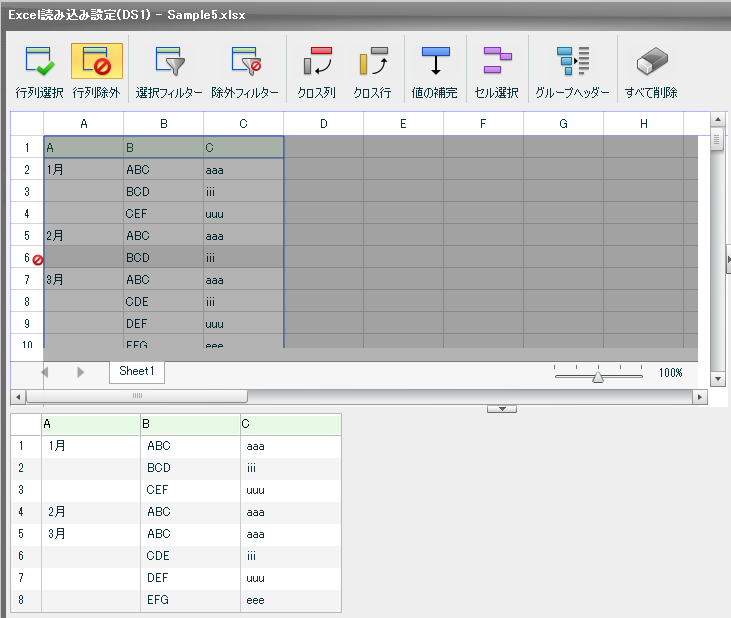 Excel読み込み設定(DS1) - Sample5.xlsx
行列選択 行列除外 選択フィルター 除外フィルター クロス列 クロス行 値の補完 セル選択 グループヘッダー すべて削除
A B C D E F G H
1 A B C
2 1月 ABC aaa
3 BCD iii
4 CEF uuu
5 2月 ABC aaa
6 BCD iii
7 3月 ABC aaa
8 CDE iii
9 DEF uuu
10 EFG eee
Sheet1 100%
A B C
1 1月 ABC aaa
2 BCD iii
3 CEF uuu
4 2月 ABC aaa
5 3月 ABC aaa
6 CDE iii
7 DEF uuu
8 EFG eee